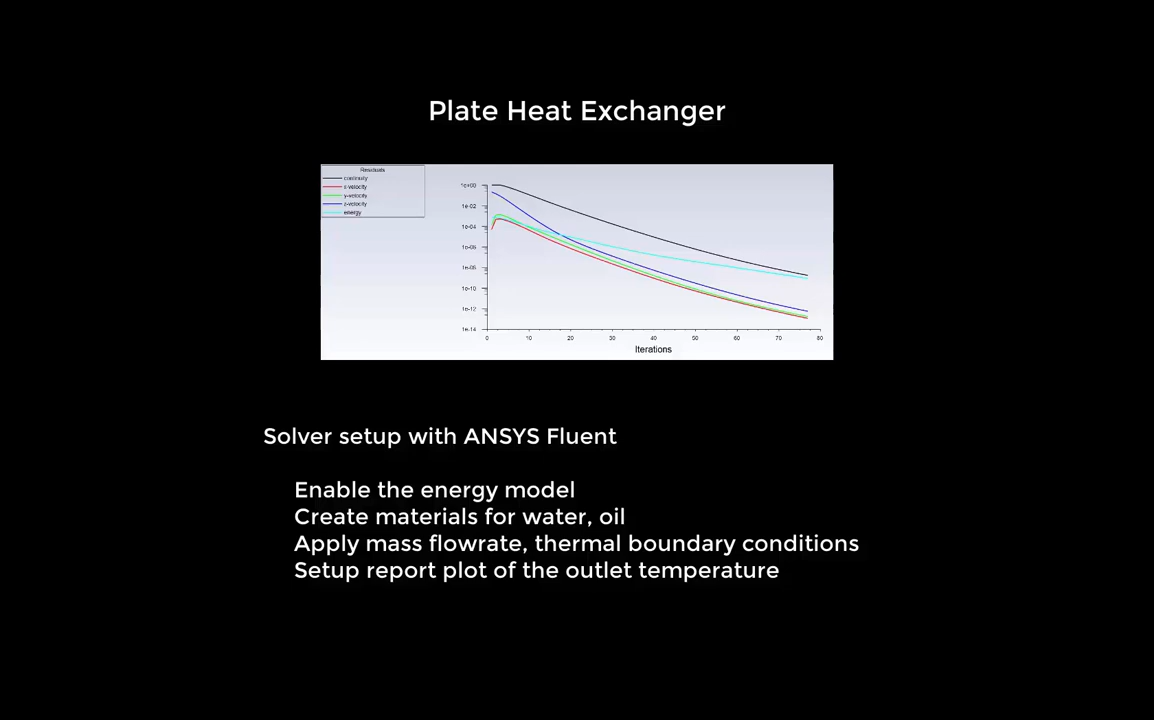 Plate Heat Exchanger
Residuals
continuity
x-velocity
y-velocity
z-velocity
energy
1e-02
1e-04
1e-06
1e-08
1e-10
1e-12
1e-14
0 10 20 30 40 50 60 70 80
Iterations
Solver setup with ANSYS Fluent
Enable the energy model
Create materials for water, oil
Apply mass flowrate, thermal boundary conditions
Setup report plot of the outlet temperature